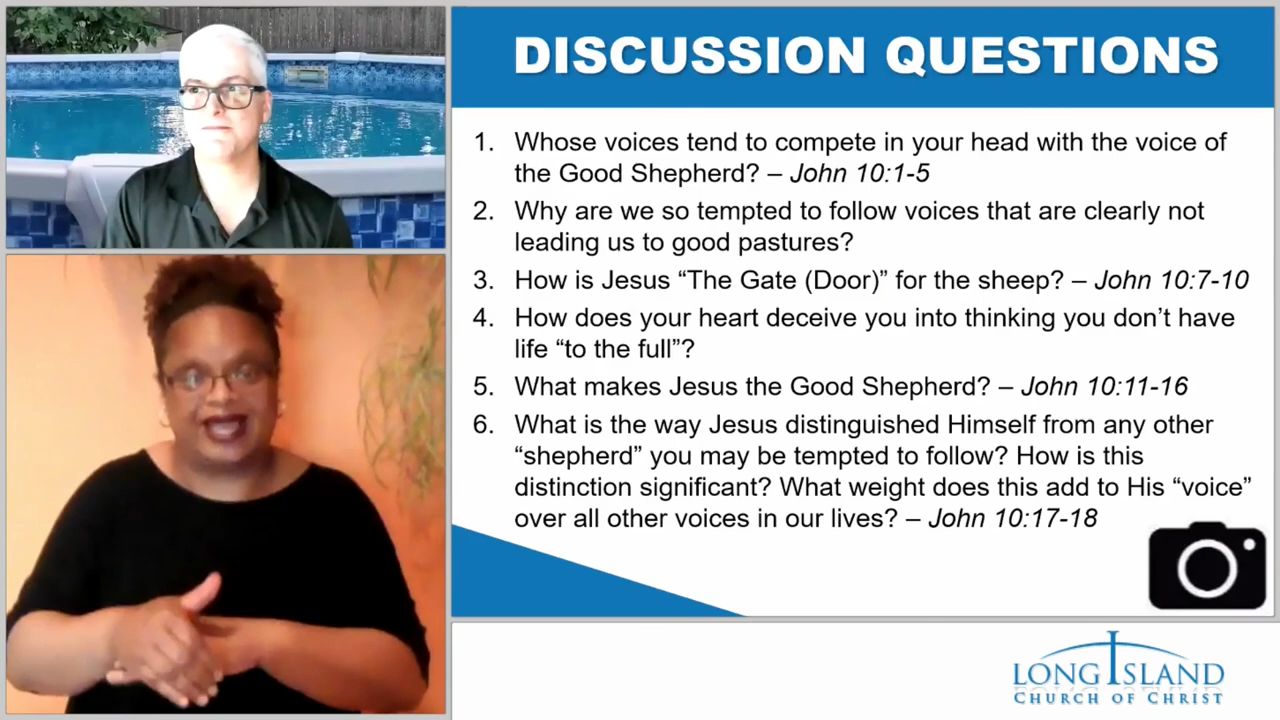 DISCUSSION QUESTIONS
1. Whose voices tend to compete in your head with the voice of
the Good Shepherd? – John 10:1-5
2. Why are we so tempted to follow voices that are clearly not
leading us to good pastures?
3. How is Jesus “The Gate (Door)” for the sheep? – John 10:7-10
4. How does your heart deceive you into thinking you don’t have
life “to the full”?
5. What makes Jesus the Good Shepherd? – John 10:11-16
6. What is the way Jesus distinguished Himself from any other
“shepherd” you may be tempted to follow? How is this
distinction significant? What weight does this add to His “voice”
over all other voices in our lives? – John 10:17-18
LONG ISLAND
CHURCH OF CHRIST